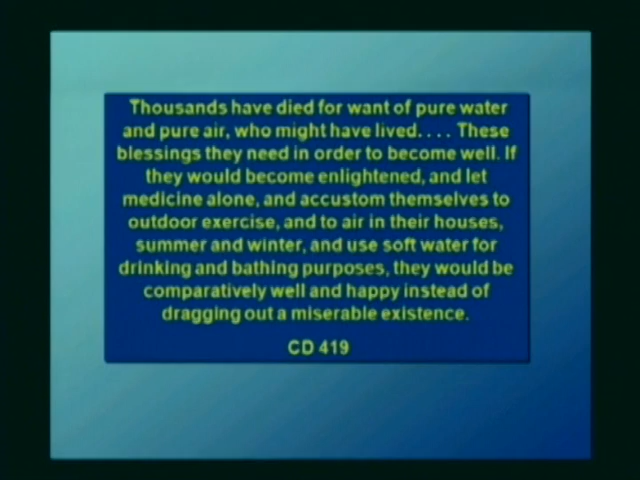 Thousands have died for want of pure water
and pure air, who might have lived. . . . These
blessings they need in order to become well. If
they would become enlightened, and let
medicine alone, and accustom themselves to
outdoor exercise, and to air in their houses,
summer and winter, and use soft water for
drinking and bathing purposes, they would be
comparatively well and happy instead of
dragging out a miserable existence.
CD 419